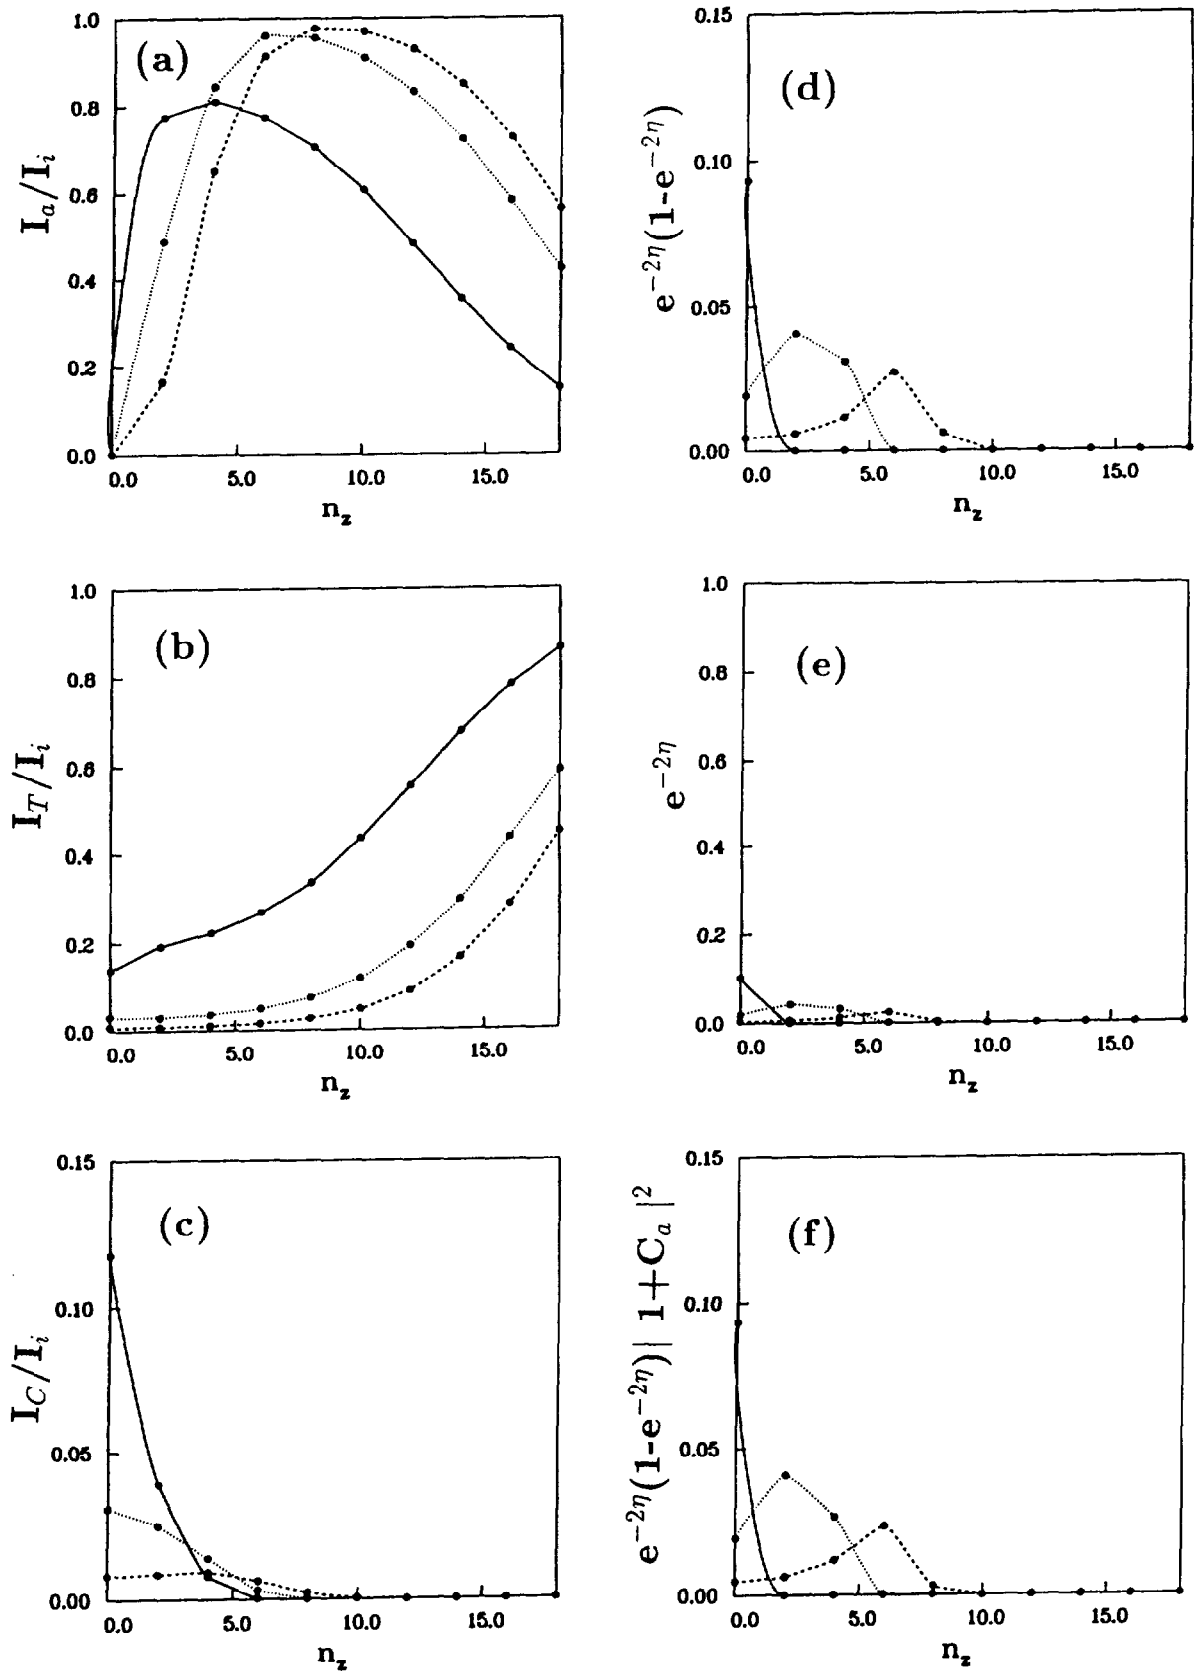 1.0
0.8
0.6
0.4
0.2
0.0
(a)
I_a/I_i
0.0 5.0 10.0 15.0
n_z
0.15
0.10
0.05
0.00
(d)
e^{-2η}(1-e^{-2η})
0.0 5.0 10.0 15.0
n_z
1.0
0.8
0.6
0.4
0.2
0.0
(b)
I_T/I_i
0.0 5.0 10.0 15.0
n_z
1.0
0.8
0.6
0.4
0.2
0.0
(e)
e^{-2η}
0.0 5.0 10.0 15.0
n_z
0.15
0.10
0.05
0.00
(c)
I_C/I_i
0.0 5.0 10.0 15.0
n_z
0.15
0.10
0.05
0.00
(f)
e^{-2η}(1-e^{-2η})| 1+C_a |^2
0.0 5.0 10.0 15.0
n_z